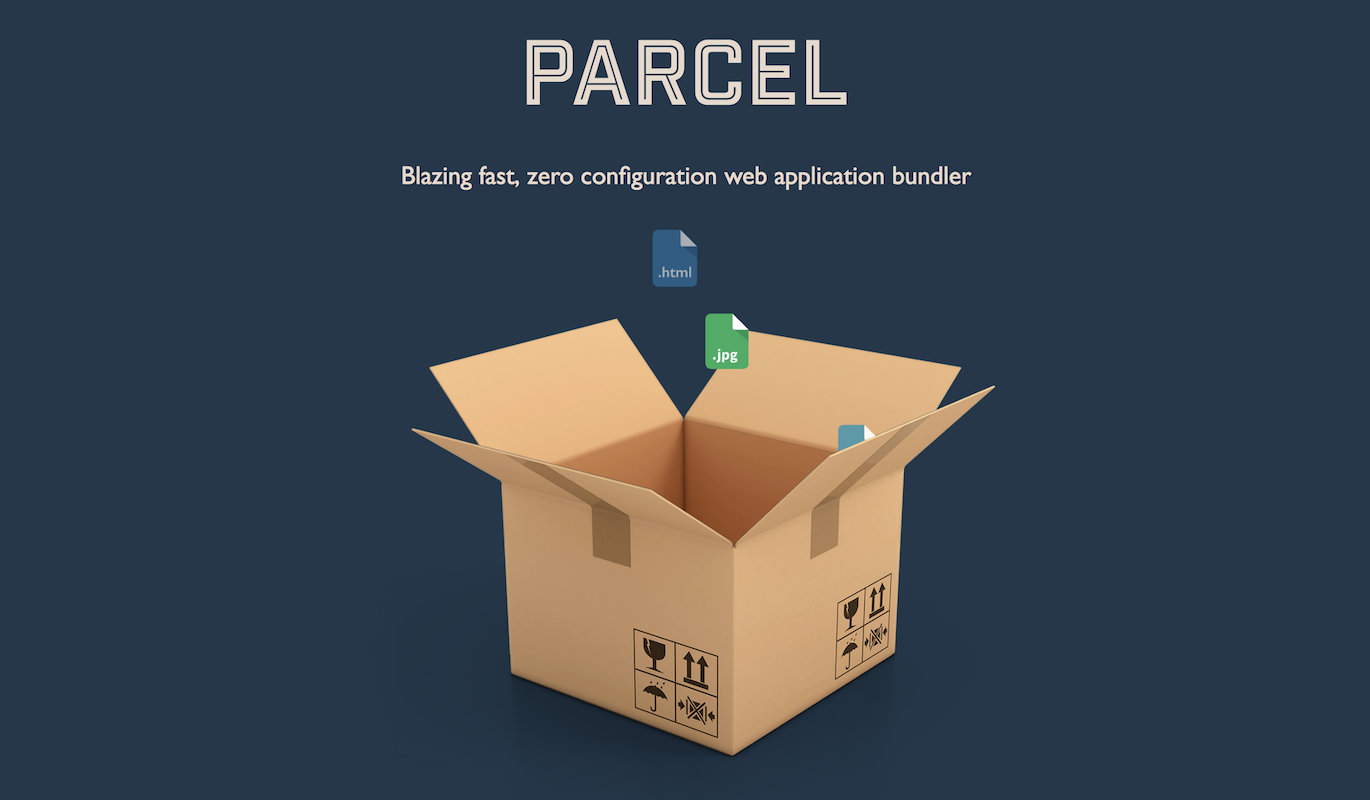 PARCEL
Blazing fast, zero configuration web application bundler
.html
.jpg